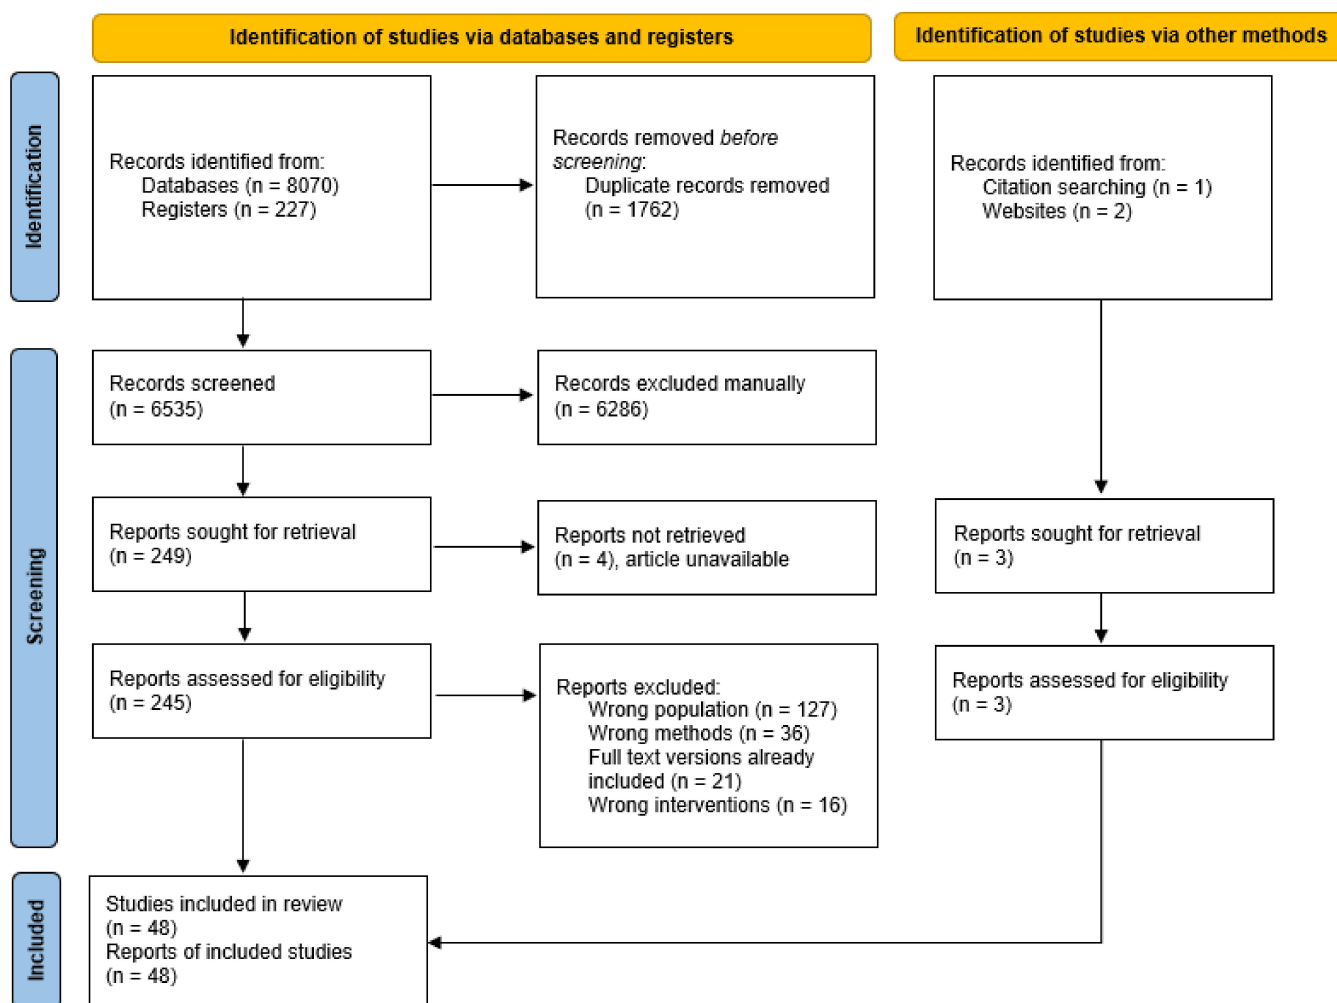 Identification of studies via databases and registers
Identification of studies via other methods
Identification
Records identified from:
Databases (n = 8070)
Registers (n = 227)
Records removed before
screening:
Duplicate records removed
(n = 1762)
Records identified from:
Citation searching (n = 1)
Websites (n = 2)
Screening
Records screened
(n = 6535)
Records excluded manually
(n = 6286)
Reports sought for retrieval
(n = 249)
Reports not retrieved
(n = 4), article unavailable
Reports sought for retrieval
(n = 3)
Reports assessed for eligibility
(n = 245)
Reports excluded:
Wrong population (n = 127)
Wrong methods (n = 36)
Full text versions already
included (n = 21)
Wrong interventions (n = 16)
Reports assessed for eligibility
(n = 3)
Included
Studies included in review
(n = 48)
Reports of included studies
(n = 48)